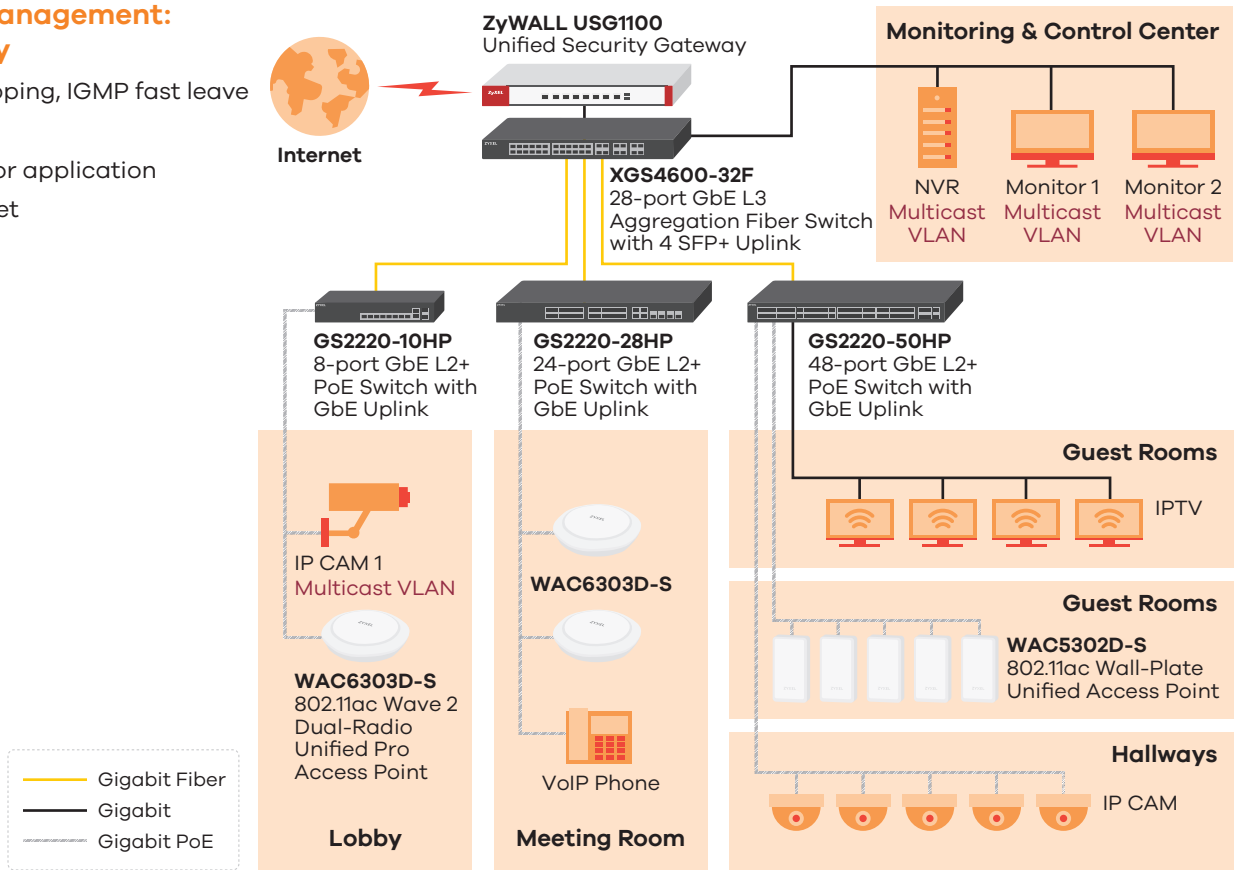 anagement:
y
oping, IGMP fast leave
or application
et
Internet
ZyWALL USG1100
Unified Security Gateway
ZyXEL
ZYXEL
XGS4600-32F
28-port GbE L3
Aggregation Fiber Switch
with 4 SFP+ Uplink
Monitoring & Control Center
NVR
Multicast
VLAN
Monitor 1
Multicast
VLAN
Monitor 2
Multicast
VLAN
GS2220-10HP
8-port GbE L2+
PoE Switch with
GbE Uplink
GS2220-28HP
24-port GbE L2+
PoE Switch with
GbE Uplink
GS2220-50HP
48-port GbE L2+
PoE Switch with
GbE Uplink
IP CAM 1
Multicast VLAN
ZYXEL
WAC6303D-S
802.11ac Wave 2
Dual-Radio
Unified Pro
Access Point
Lobby
ZYXEL
WAC6303D-S
ZYXEL
VoIP Phone
Meeting Room
Guest Rooms
IPTV
Guest Rooms
WAC5302D-S
802.11ac Wall-Plate
Unified Access Point
Hallways
IP CAM
Gigabit Fiber
Gigabit
Gigabit PoE